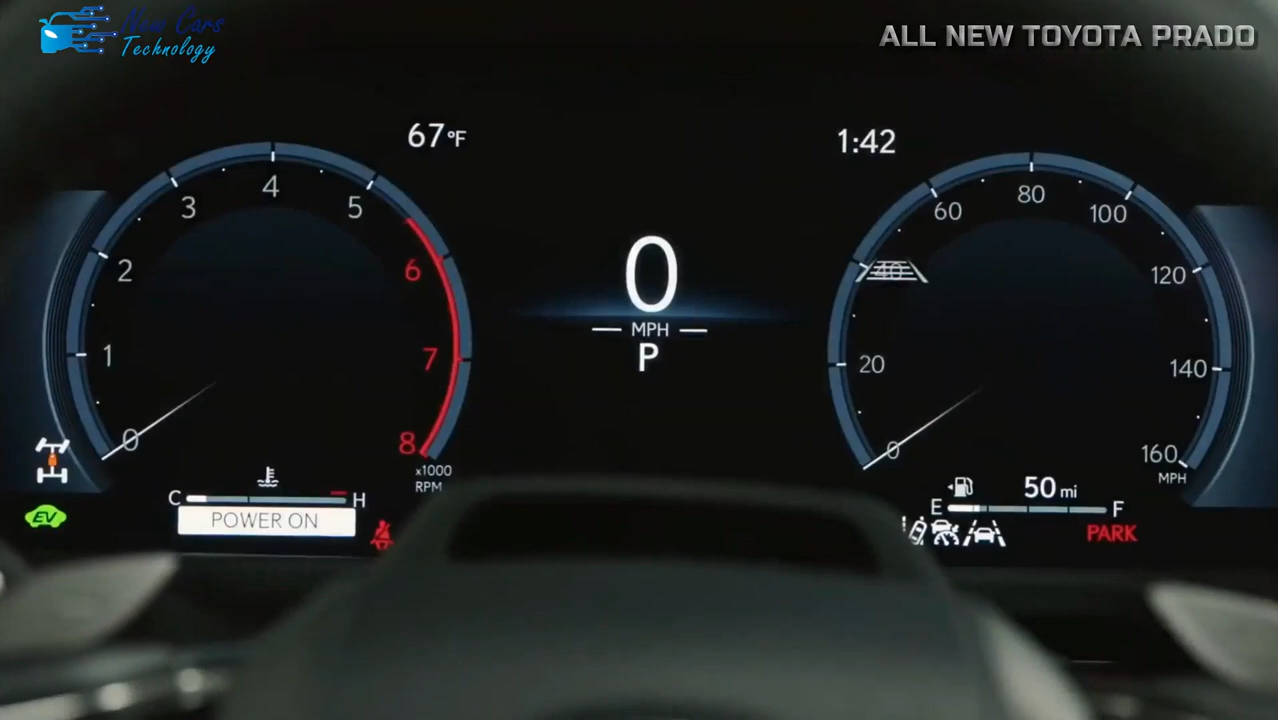 New Cars
Technology
ALL NEW TOYOTA PRADO
67°F
1:42
0
1
2
3
4
5
6
7
8
x1000
RPM
0
MPH
P
0
20
40
60
80
100
120
140
160
MPH
C
H
POWER ON
EV
50 mi
E
F
PARK